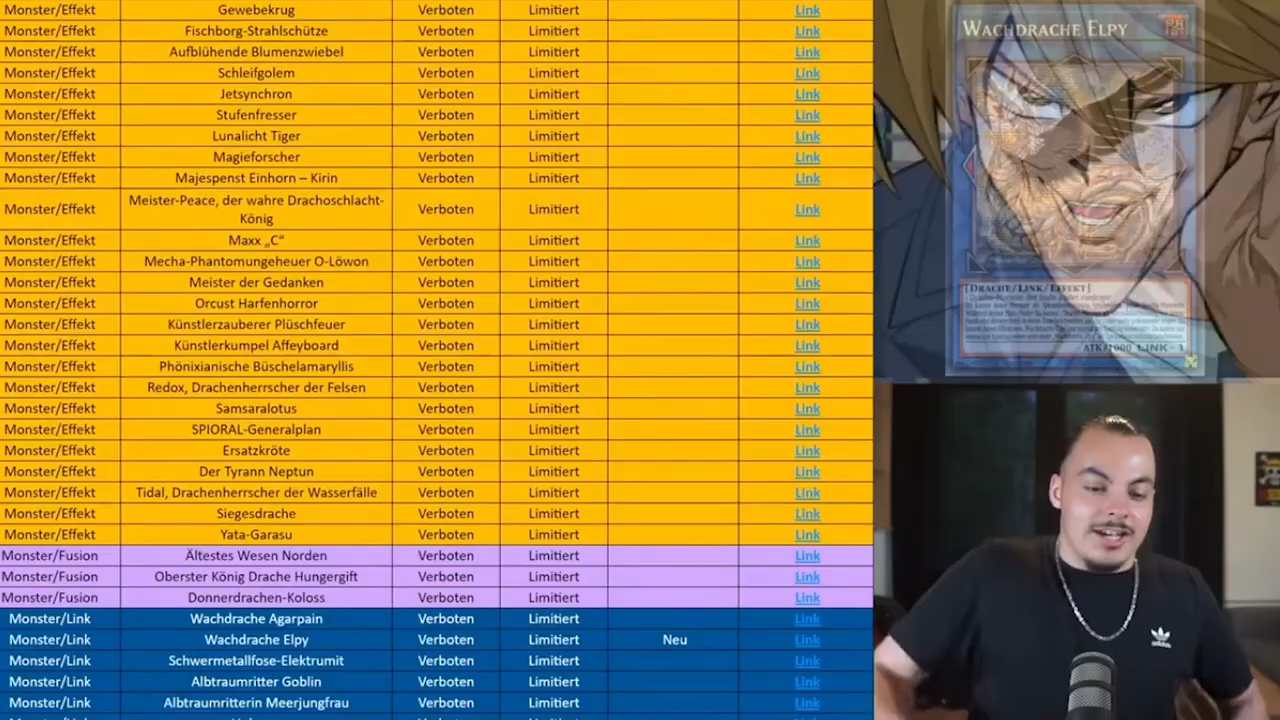 Monster/Effekt Gewebekrug Verboten Limitiert Link
Monster/Effekt Fischborg-Strahlschütze Verboten Limitiert Link
Monster/Effekt Aufblühende Blumenzwiebel Verboten Limitiert Link
Monster/Effekt Schleifgolem Verboten Limitiert Link
Monster/Effekt Jetsynchron Verboten Limitiert Link
Monster/Effekt Stufenfresser Verboten Limitiert Link
Monster/Effekt Lunalicht Tiger Verboten Limitiert Link
Monster/Effekt Magieforscher Verboten Limitiert Link
Monster/Effekt Majespenst Einhorn – Kirin Verboten Limitiert Link
Monster/Effekt Meister-Peace, der wahre Drachoschlacht-
König Verboten Limitiert Link
Monster/Effekt Maxx „C“ Verboten Limitiert Link
Monster/Effekt Mecha-Phantomungeheuer O-Löwon Verboten Limitiert Link
Monster/Effekt Meister der Gedanken Verboten Limitiert Link
Monster/Effekt Orcust Harfenhorror Verboten Limitiert Link
Monster/Effekt Künstlerzauberer Plüschfeuer Verboten Limitiert Link
Monster/Effekt Künstlerkumpel Affeyboard Verboten Limitiert Link
Monster/Effekt Phönixianische Büschelamaryllis Verboten Limitiert Link
Monster/Effekt Redox, Drachenherrscher der Felsen Verboten Limitiert Link
Monster/Effekt Samsaralotus Verboten Limitiert Link
Monster/Effekt SPIORAL-Generalplan Verboten Limitiert Link
Monster/Effekt Ersatzkröte Verboten Limitiert Link
Monster/Effekt Der Tyrann Neptun Verboten Limitiert Link
Monster/Effekt Tidal, Drachenherrscher der Wasserfälle Verboten Limitiert Link
Monster/Effekt Siegesdrache Verboten Limitiert Link
Monster/Effekt Yata-Garasu Verboten Limitiert Link
Monster/Fusion Ältestes Wesen Norden Verboten Limitiert Link
Monster/Fusion Oberster König Drache Hungergift Verboten Limitiert Link
Monster/Fusion Donnerdrachen-Koloss Verboten Limitiert Link
Monster/Link Wachdrache Agarpain Verboten Limitiert Link
Monster/Link Wachdrache Elpy Verboten Limitiert Neu Link
Monster/Link Schwermetallfose-Elektrumit Verboten Limitiert Link
Monster/Link Albtraumritter Goblin Verboten Limitiert Link
Monster/Link Albtraumritterin Meerjungfrau Verboten Limitiert Link
WACHDRACHE ELPY
[DRACHE/LINK/EFFEKT]
ATK/1000 LINK-1
adidas